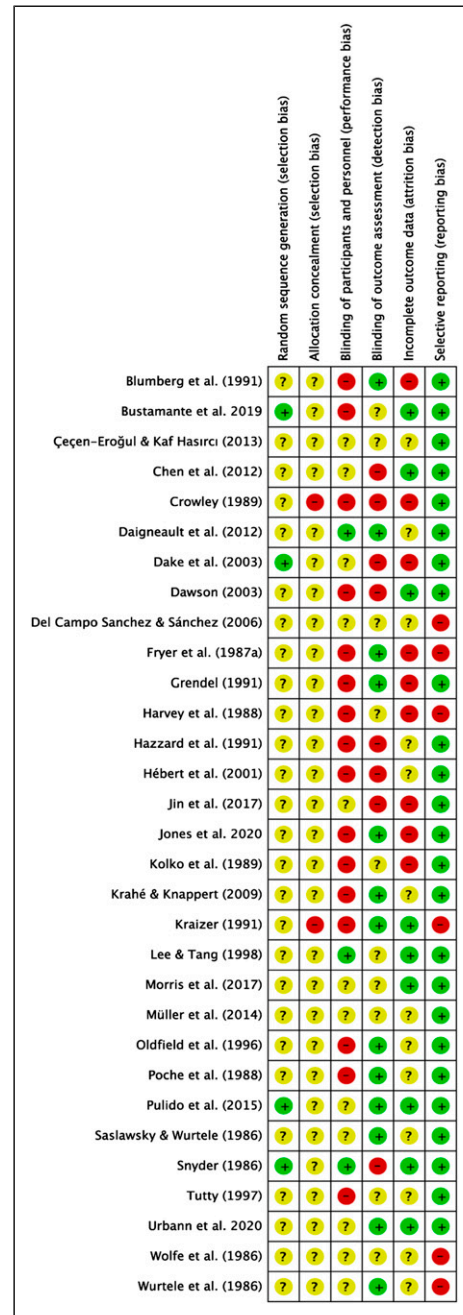 Random sequence generation (selection bias)
Allocation concealment (selection bias)
Blinding of participants and personnel (performance bias)
Blinding of outcome assessment (detection bias)
Incomplete outcome data (attrition bias)
Selective reporting (reporting bias)
Blumberg et al. (1991) ? ? - + - +
Bustamante et al. 2019 + ? - ? + +
Çeçen-Eroğul & Kaf Hasırcı (2013) ? ? ? ? ? +
Chen et al. (2012) ? ? ? - + +
Crowley (1989) ? - - - - +
Daigneault et al. (2012) ? ? + + ? +
Dake et al. (2003) + ? ? - - +
Dawson (2003) ? ? - - + +
Del Campo Sanchez & Sánchez (2006) ? ? ? ? ? -
Fryer et al. (1987a) ? ? - + - -
Grendel (1991) ? ? - + - +
Harvey et al. (1988) ? ? - ? - -
Hazzard et al. (1991) ? ? - - ? +
Hébert et al. (2001) ? ? - - ? +
Jin et al. (2017) ? ? ? - - +
Jones et al. 2020 ? ? - + - +
Kolko et al. (1989) ? ? - ? - +
Krahé & Knappert (2009) ? ? - + ? +
Kraizer (1991) ? - - + + -
Lee & Tang (1998) ? ? + ? + +
Morris et al. (2017) ? ? ? ? + +
Müller et al. (2014) ? ? ? ? ? +
Oldfield et al. (1996) ? ? - + ? +
Poche et al. (1988) ? ? - + ? +
Pulido et al. (2015) + ? ? + + +
Saslawsky & Wurtele (1986) ? ? ? + ? +
Snyder (1986) + ? + - + +
Tutty (1997) ? ? - ? ? +
Urbann et al. 2020 ? ? ? + + +
Wolfe et al. (1986) ? ? ? ? ? -
Wurtele et al. (1986) ? ? ? + ? -